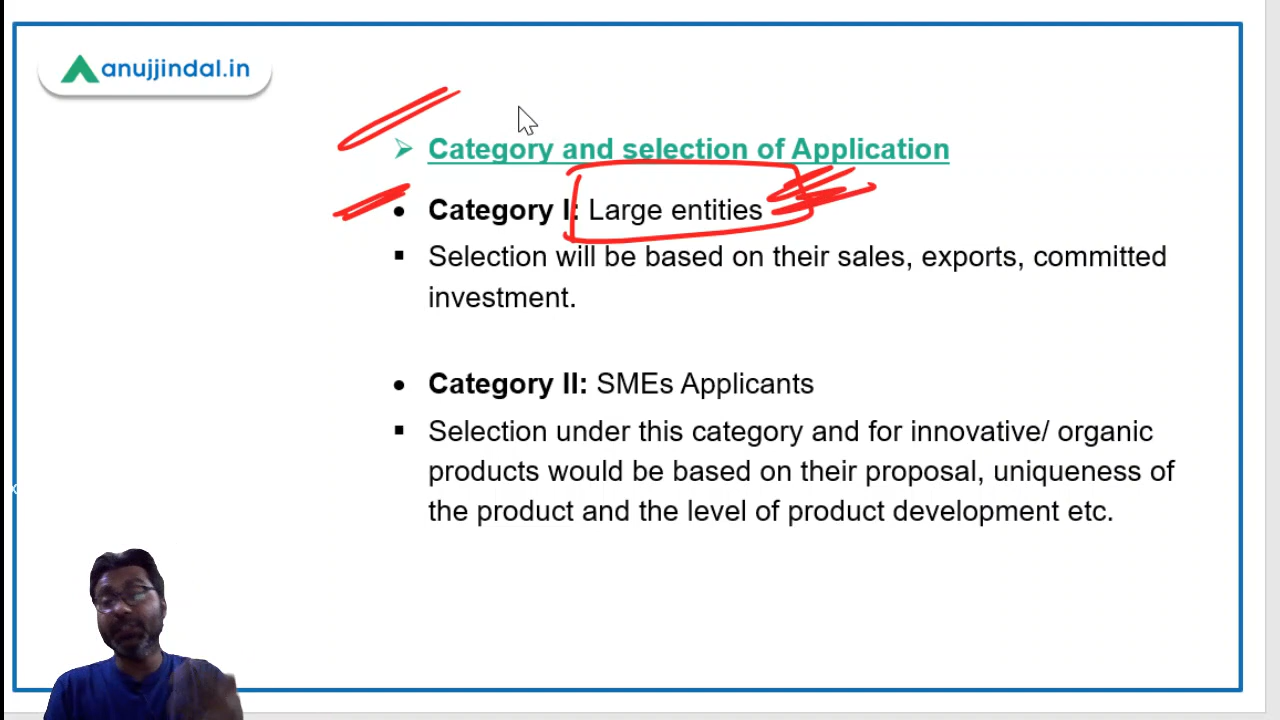 anujjindal.in
Category and selection of Application
Category I: Large entities
Selection will be based on their sales, exports, committed
investment.
Category II: SMEs Applicants
Selection under this category and for innovative/ organic
products would be based on their proposal, uniqueness of
the product and the level of product development etc.